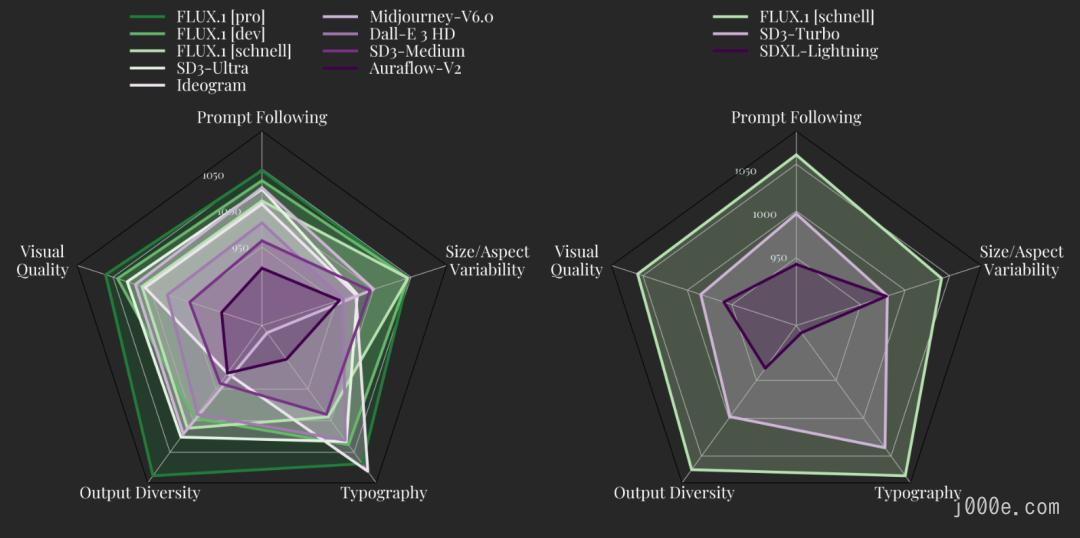 FLUX.1 [pro]
FLUX.1 [dev]
FLUX.1 [schnell]
SD3-Ultra
Ideogram
Midjourney-V6.0
Dall-E 3 HD
SD3-Medium
Auraflow-V2
Prompt Following
1050
1000
950
Visual
Quality
Size/Aspect
Variability
Output Diversity
Typography
FLUX.1 [schnell]
SD3-Turbo
SDXL-Lightning
Prompt Following
1050
1000
950
Visual
Quality
Size/Aspect
Variability
Output Diversity
Typography
j000e.com